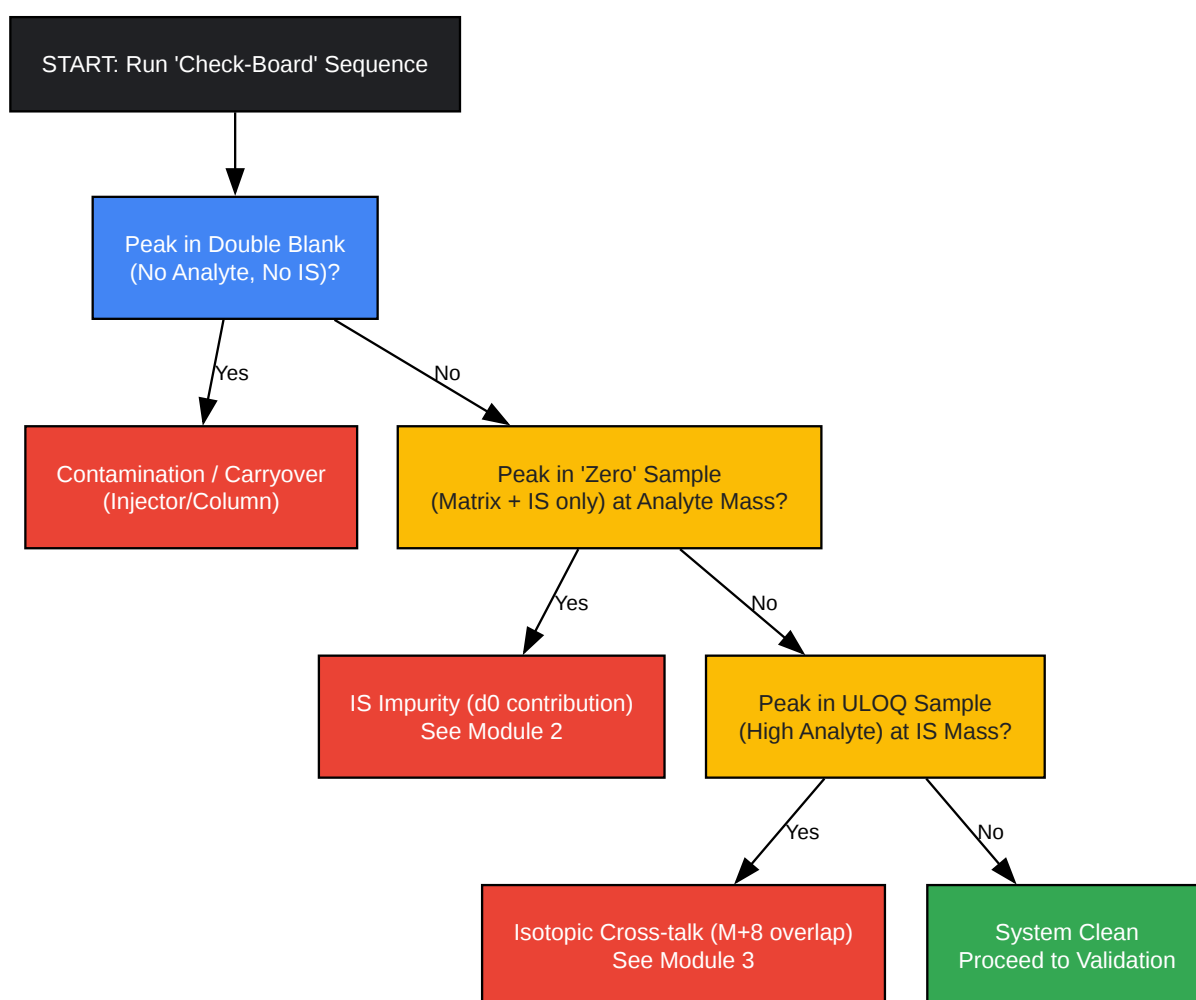 START: Run 'Check-Board' Sequence
Peak in Double Blank
(No Analyte, No IS)?
Yes
No
Contamination / Carryover
(Injector/Column)
Peak in 'Zero' Sample
(Matrix + IS only) at Analyte Mass?
Yes
No
IS Impurity (d0 contribution)
See Module 2
Peak in ULOQ Sample
(High Analyte) at IS Mass?
Yes
No
Isotopic Cross-talk (M+8 overlap)
See Module 3
System Clean
Proceed to Validation